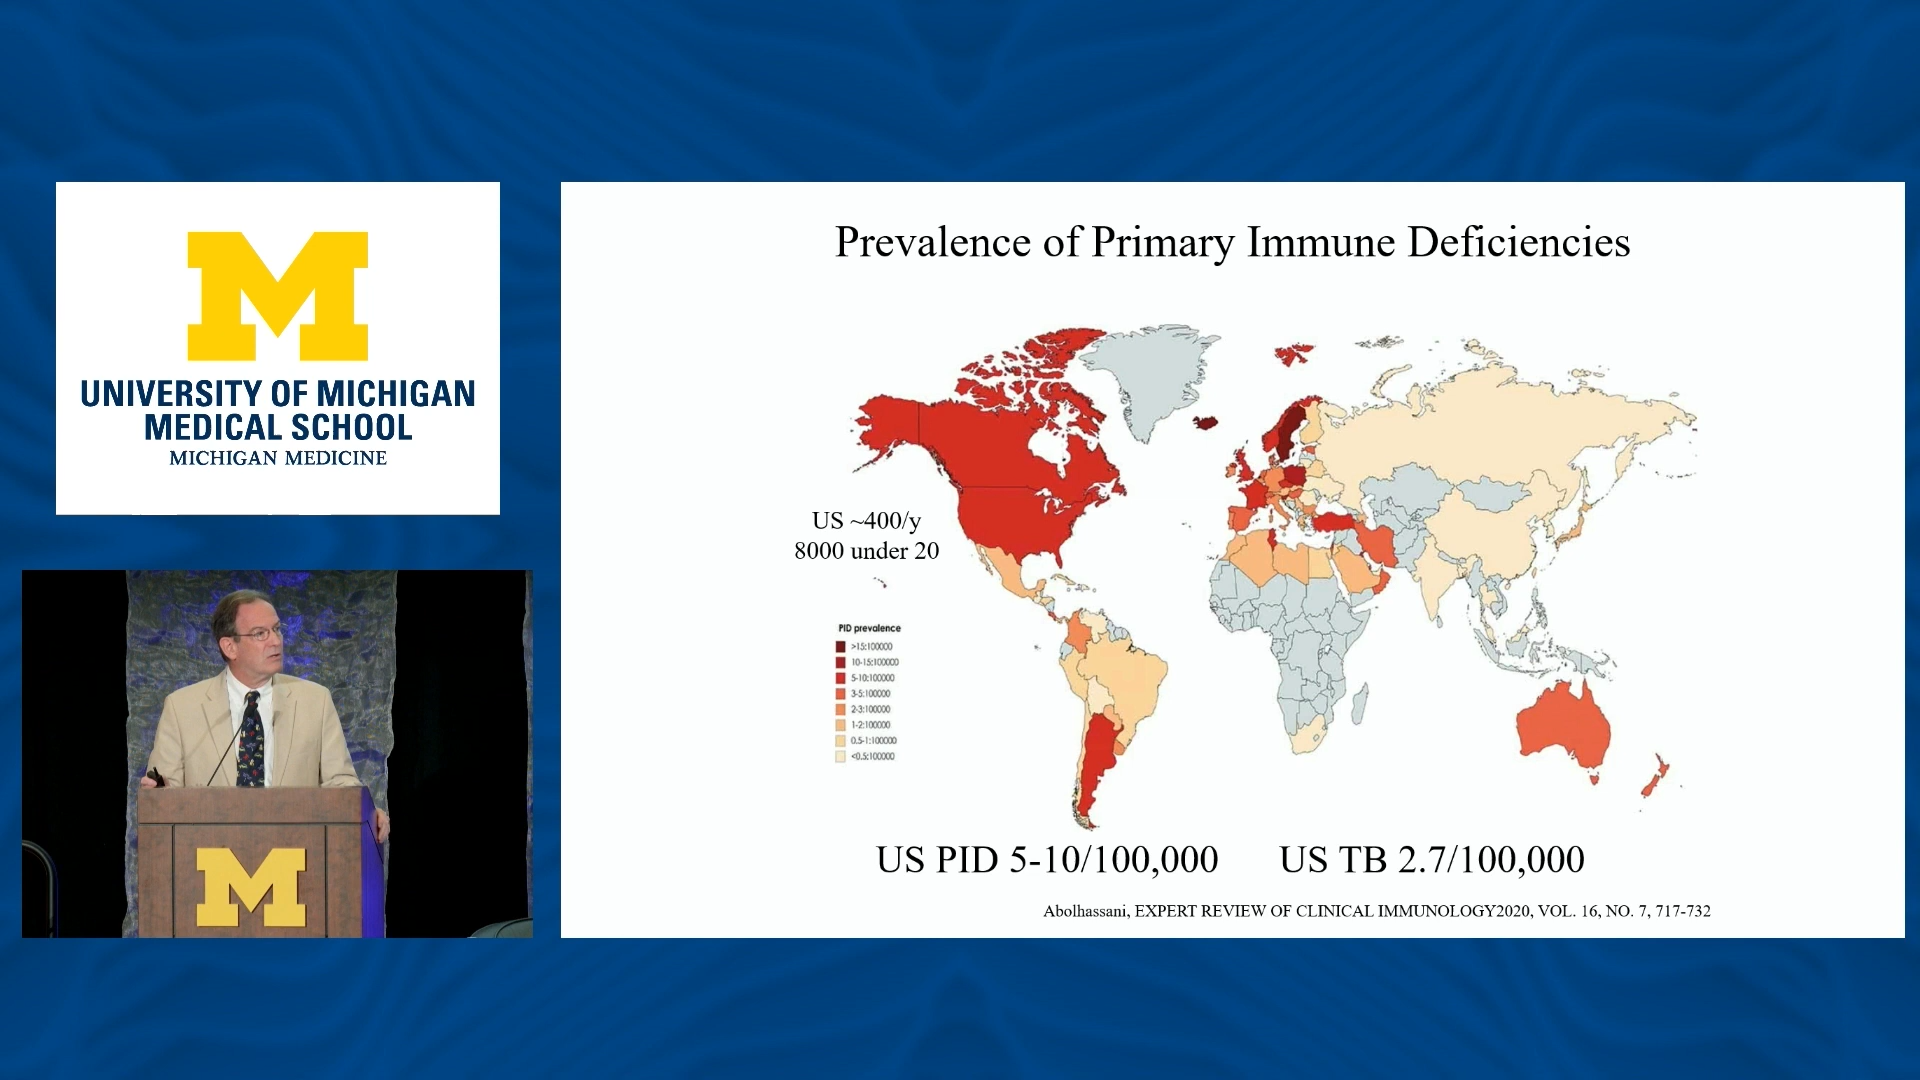 M
UNIVERSITY OF MICHIGAN
MEDICAL SCHOOL
MICHIGAN MEDICINE
M
Prevalence of Primary Immune Deficiencies
US ~400/y
8000 under 20
PID prevalence
>15:100000
10-15:100000
5-10:100000
3-5:100000
2-3:100000
1-2:100000
0.5-1:100000
<0.5:100000
US PID 5-10/100,000 US TB 2.7/100,000
Abolhassani, EXPERT REVIEW OF CLINICAL IMMUNOLOGY2020, VOL. 16, NO. 7, 717-732